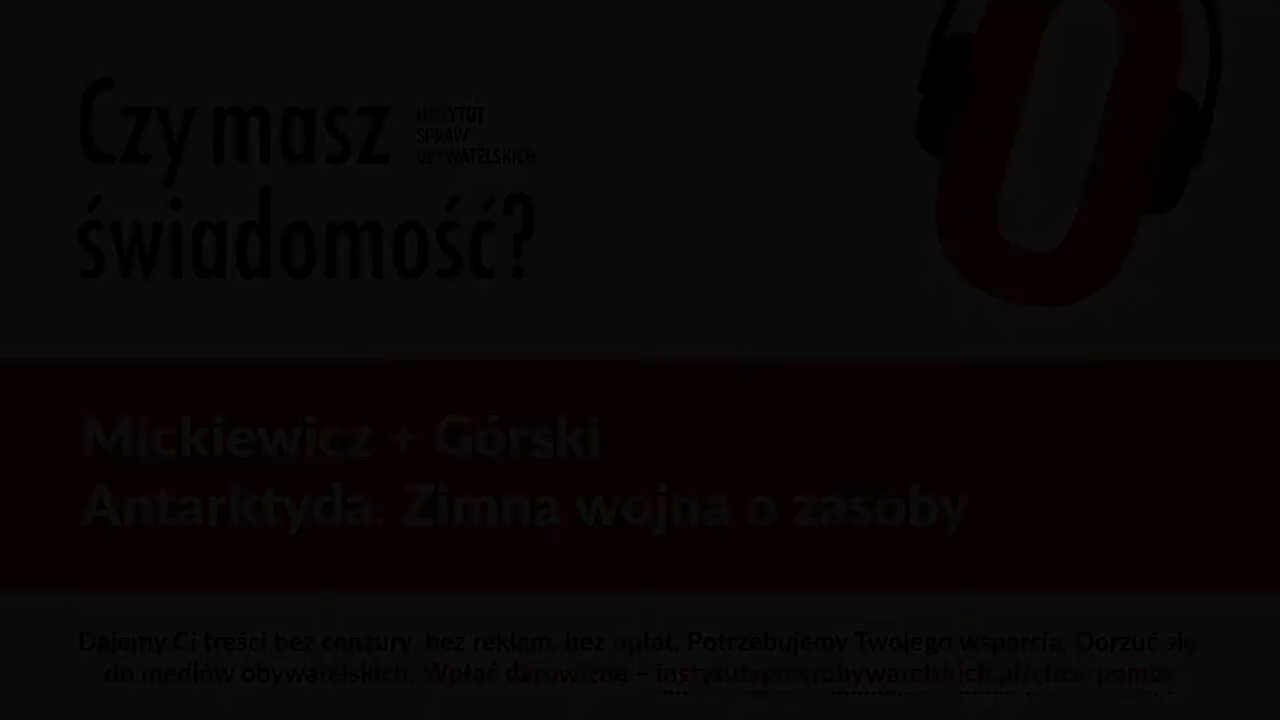 Czy masz
INSTYTUT
SPRAW
OBYWATELSKICH
świadomość?
Mickiewicz + Górski
Antarktyda. Zimna wojna o zasoby
Dajemy Ci treści bez cenzury, bez reklam, bez opłat. Potrzebujemy Twojego wsparcia. Dorzuć się
do mediów obywatelskich. Wpłać darowiznę – instytutsprawobywatelskich.pl/chce-pomoc